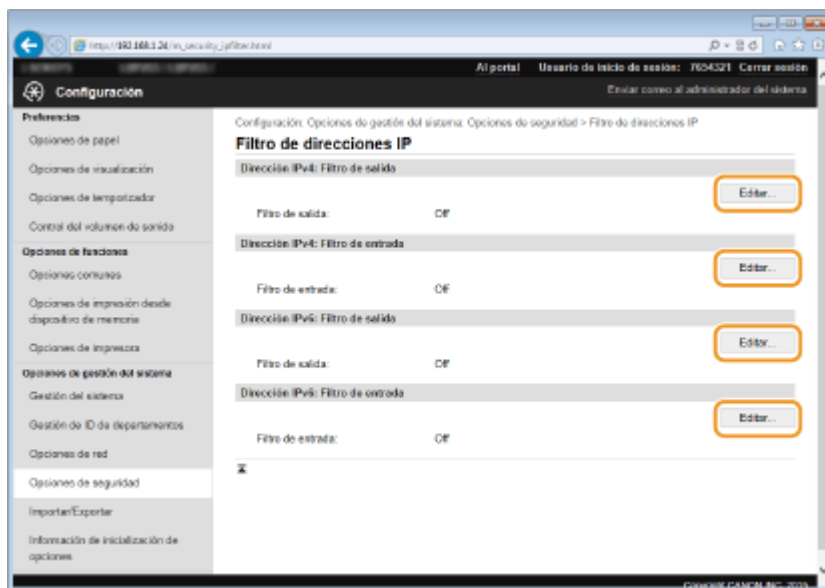 http://192.168.1.24/m_security_ipfilter.html
Al portal Usuario de inicio de sesión: 7654321 Cerrar sesión
Configuración
Enviar correo al administrador del sistema
Preferencias
Opciones de papel
Opciones de visualización
Opciones de temporizador
Control del volumen de sonido
Opciones de funciones
Opciones comunes
Opciones de impresión desde
dispositivo de memoria
Opciones de impresora
Opciones de gestión del sistema
Gestión del sistema
Gestión de ID de departamentos
Opciones de red
Opciones de seguridad
Importar/Exportar
Información de inicialización de
opciones
Configuración: Opciones de gestión del sistema: Opciones de seguridad > Filtro de direcciones IP
Filtro de direcciones IP
Dirección IPv4: Filtro de salida
Editar...
Filtro de salida: Off
Dirección IPv4: Filtro de entrada
Editar...
Filtro de entrada: Off
Dirección IPv6: Filtro de salida
Editar...
Filtro de salida: Off
Dirección IPv6: Filtro de entrada
Editar...
Filtro de entrada: Off
Copyright CANON INC. 2015